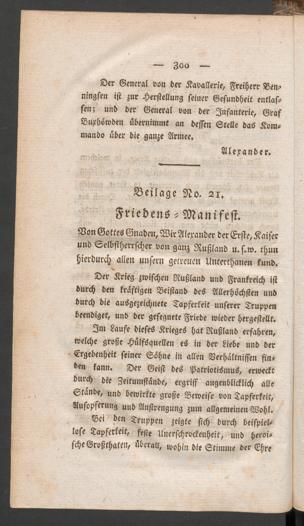 — 300 —
Der General von der Kavallerie, Freiherr Ben-
ningsen ist zur Herstellung seiner Gesundheit entlas-
sen; und der General von der Infanterie, Graf
Buxhöwden übernimmt an dessen Stelle das Kom-
mando über die ganze Armee.
Alexander.
Beilage No. 21.
Friedens-Manifest.
Von Gottes Gnaden, Wir Alexander der Erste, Kaiser
und Selbstherrscher von ganz Rußland u. s. w. thun
hierdurch allen unsern getreuen Unterthanen kund.
Der Krieg zwischen Rußland und Frankreich ist
durch den kräftigen Beistand des Allerhöchsten und
durch die ausgezeichnete Tapferkeit unserer Truppen
beendiget, und der gesegnete Friede wieder hergestellt.
Im Laufe dieses Krieges hat Rußland erfahren,
welche große Hülfsquellen es in der Liebe und der
Ergebenheit seiner Söhne in allen Verhältnissen fin-
den kann. Der Geist des Patriotismus, erweckt
durch die Zeitumstände, ergriff augenblicklich alle
Stände, und bewirkte große Beweise von Tapferkeit,
Aufopferung und Anstrengung zum allgemeinen Wohl.
Bei den Truppen zeigte sich durch beispiel-
lose Tapferkeit, feste Unerschrockenheit, und heroi-
sche Großthaten, überall, wohin die Stimme der Ehre